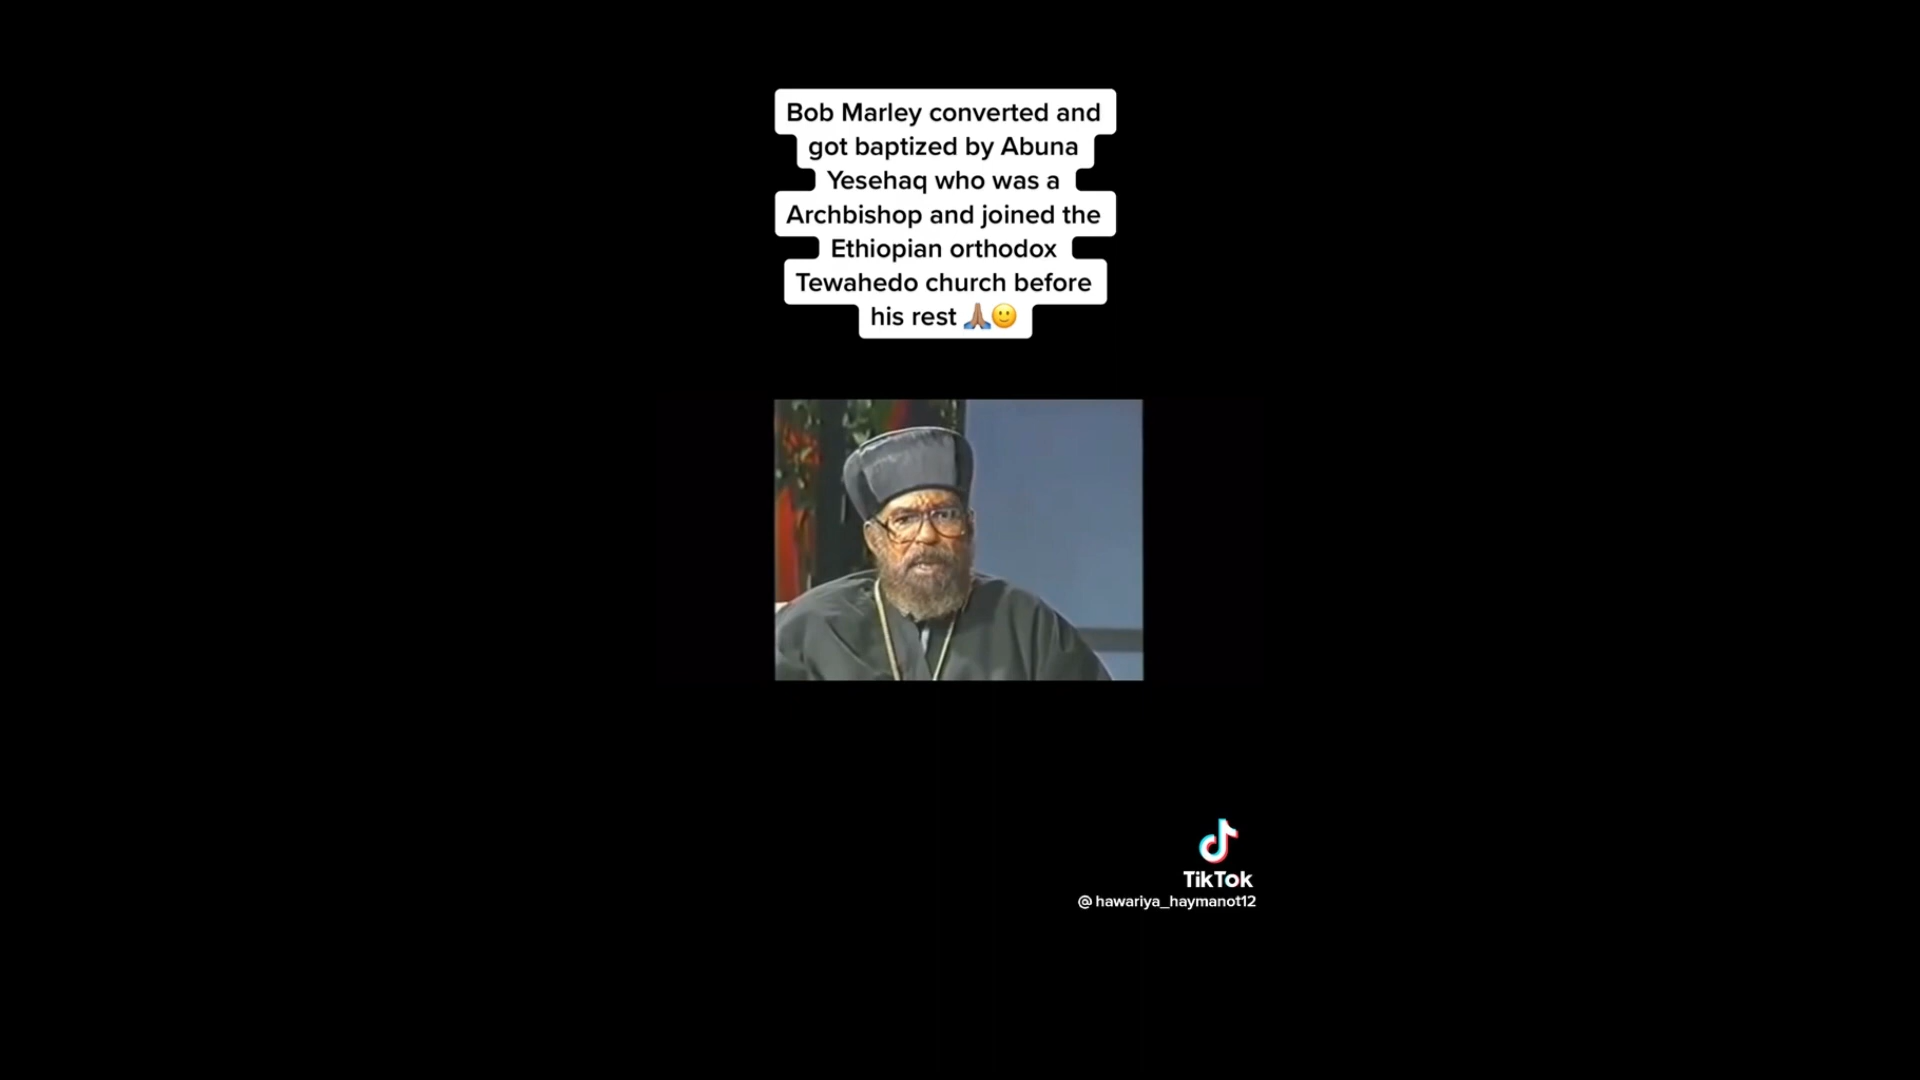 Bob Marley converted and
got baptized by Abuna
Yesehaq who was a
Archbishop and joined the
Ethiopian orthodox
Tewahedo church before
his rest 🙏🏽🙂
TikTok
@hawariya_haymanot12